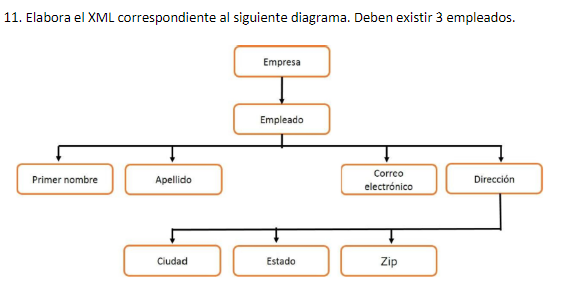 11. Elabora el XML correspondiente al siguiente diagrama. Deben existir 3 empleados.
Empresa
Empleado
Primer nombre
Apellido
Correo
electrónico
Dirección
Ciudad
Estado
Zip